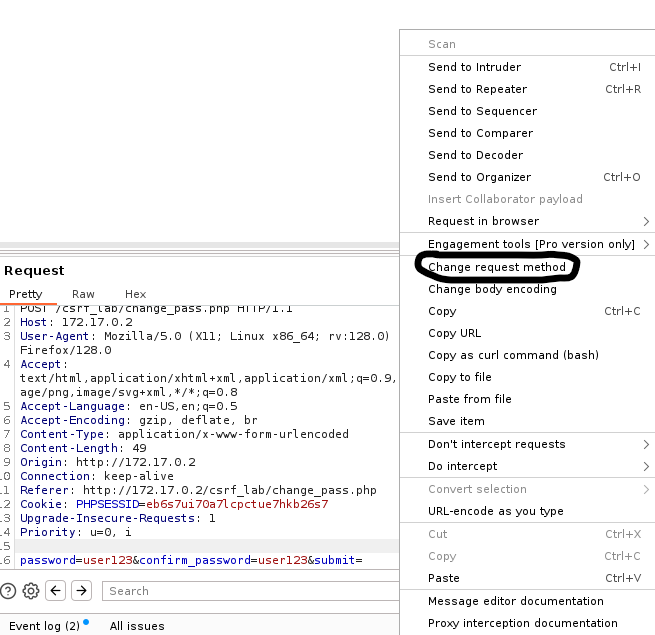 Scan
Send to Intruder Ctrl+I
Send to Repeater Ctrl+R
Send to Sequencer
Send to Comparer
Send to Decoder
Send to Organizer Ctrl+O
Insert Collaborator payload
Request in browser
Engagement tools [Pro version only]
Change request method
Change body encoding
Copy Ctrl+C
Copy URL
Copy as curl command (bash)
Copy to file
Paste from file
Save item
Don't intercept requests
Do intercept
Convert selection
URL-encode as you type
Cut Ctrl+X
Copy Ctrl+C
Paste Ctrl+V
Message editor documentation
Proxy interception documentation
Request
Pretty Raw Hex
1 POST /csrf_lab/change_pass.php HTTP/1.1
2 Host: 172.17.0.2
3 User-Agent: Mozilla/5.0 (X11; Linux x86_64; rv:128.0)
Firefox/128.0
4 Accept:
text/html,application/xhtml+xml,application/xml;q=0.9,
age/png,image/svg+xml,*/*;q=0.8
5 Accept-Language: en-US,en;q=0.5
6 Accept-Encoding: gzip, deflate, br
7 Content-Type: application/x-www-form-urlencoded
8 Content-Length: 49
9 Origin: http://172.17.0.2
10 Connection: keep-alive
11 Referer: http://172.17.0.2/csrf_lab/change_pass.php
12 Cookie: PHPSESSID=eb6s7ui70a7lcpctue7hkb26s7
13 Upgrade-Insecure-Requests: 1
14 Priority: u=0, i
15
16 password=user123&confirm_password=user123&submit=
Search
Event log (2) All issues